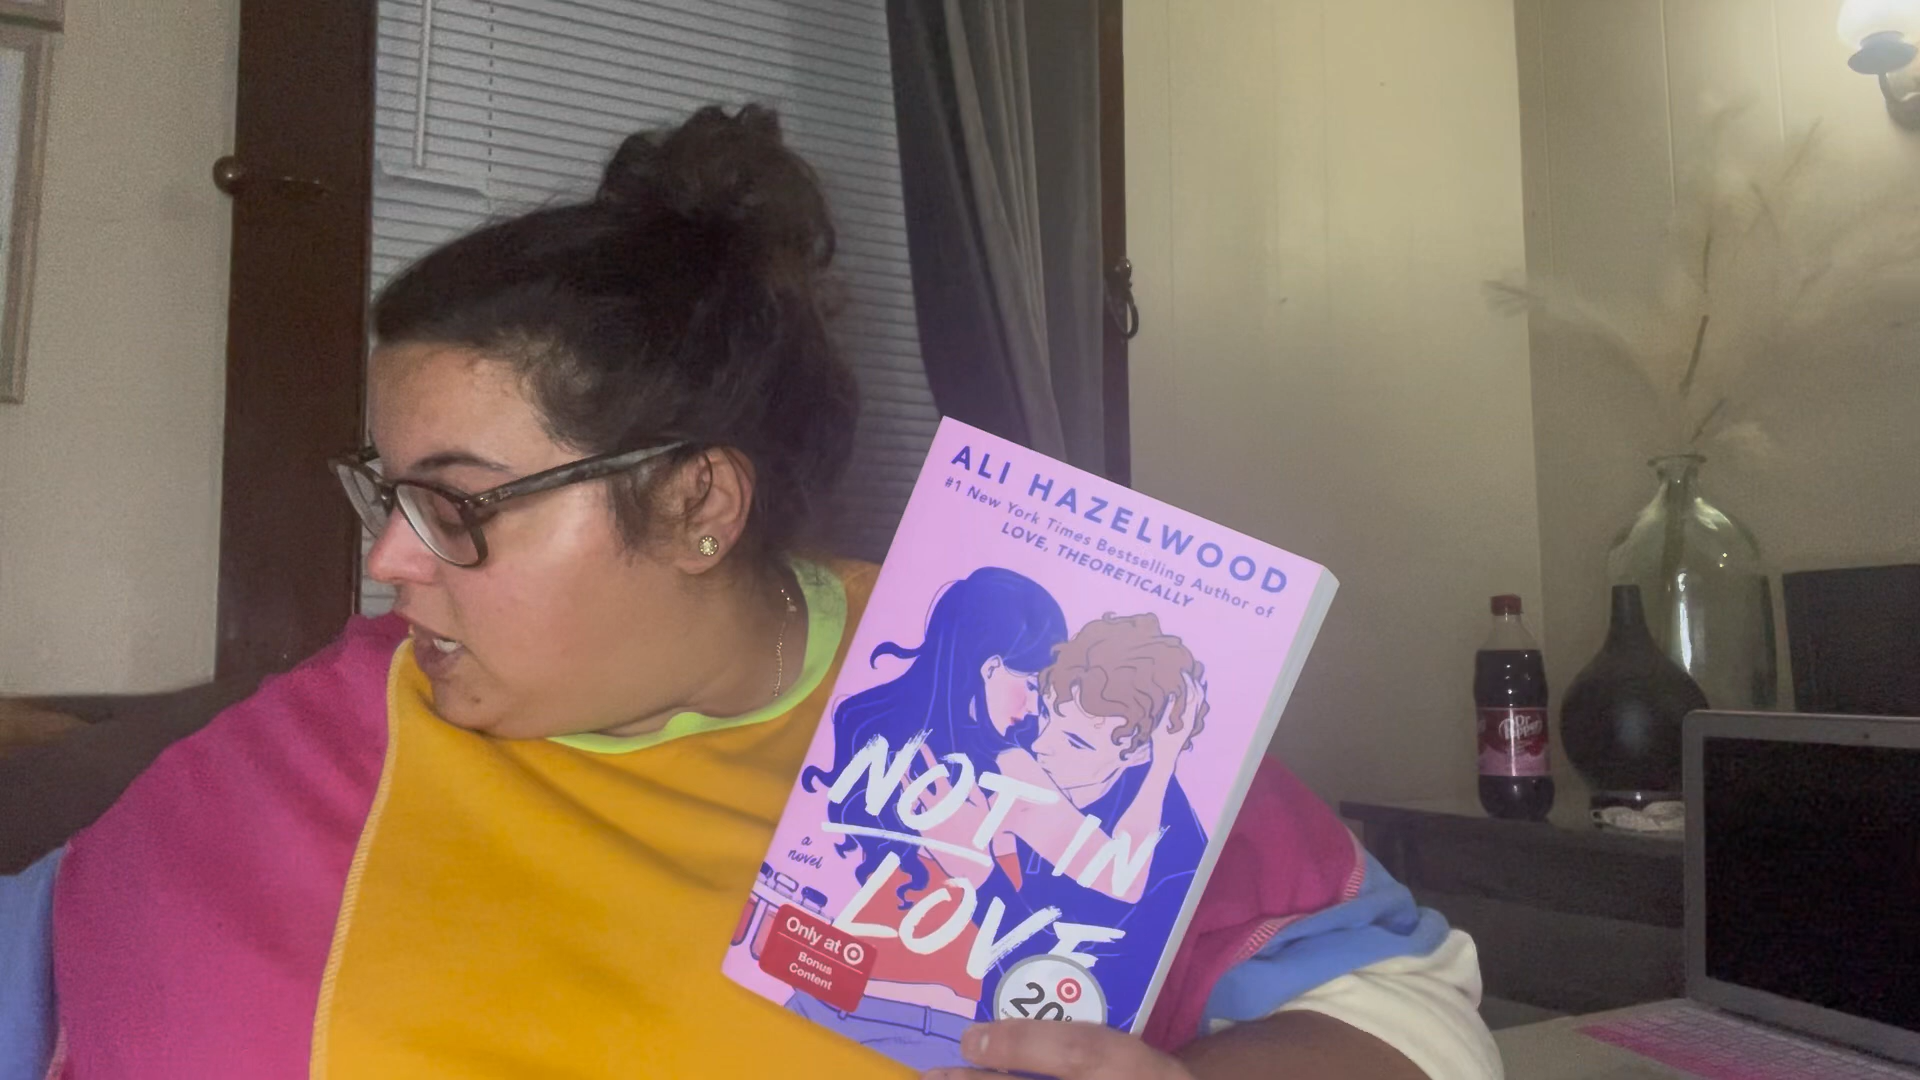 ALI HAZELWOOD
#1 New York Times Bestselling Author of
LOVE, THEORETICALLY
NOT IN
LOVE
a
novel
Only at
Bonus
Content
20%
Dr
Pepper